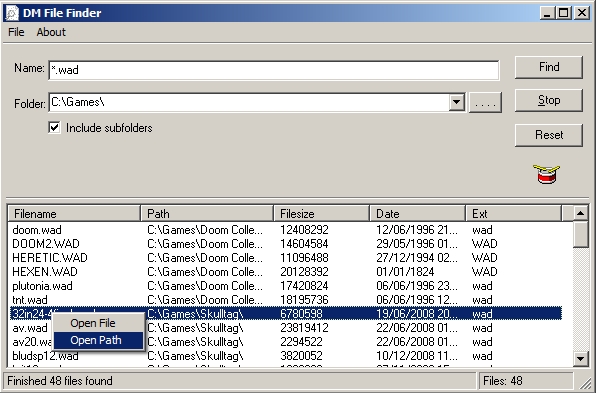 DM File Finder
File About
Name: *.wad Find
Folder: C:\Games\ .... Stop
Include subfolders Reset
Filename Path Filesize Date Ext
doom.wad C:\Games\Doom Colle... 12408292 12/06/1996 21... wad
DOOM2.WAD C:\Games\Doom Colle... 14604584 29/05/1996 01... WAD
HERETIC.WAD C:\Games\Doom Colle... 11096488 27/12/1994 02... WAD
HEXEN.WAD C:\Games\Doom Colle... 20128392 01/01/1824 WAD
plutonia.wad C:\Games\Doom Colle... 17420824 06/06/1996 23... wad
tnt.wad C:\Games\Doom Colle... 18195736 06/06/1996 12... wad
C:\Games\Skulltag\ 6780598 19/06/2008 20... wad
av.wad C:\Games\Skulltag\ 23819412 22/06/2008 00... wad
av20.wad C:\Games\Skulltag\ 2294522 22/06/2008 00... wad
bludsp12.wad C:\Games\Skulltag\ 3820052 10/12/2008 11... wad
Open File
Open Path
Finished 48 files found Files: 48